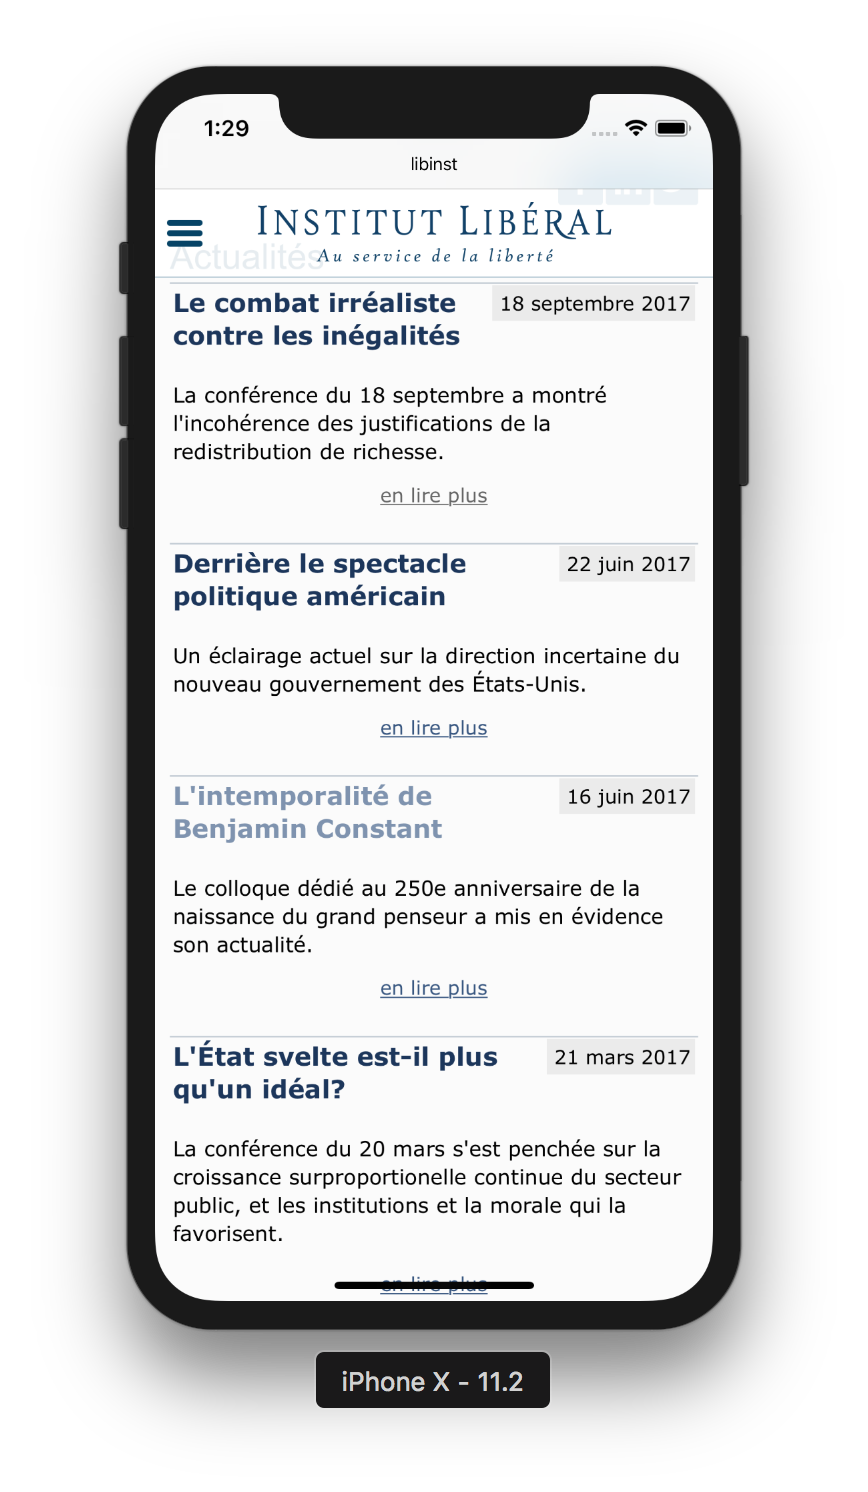 1:29
libinst
INSTITUT LIBÉRAL
Actualités
Au service de la liberté
Le combat irréaliste
contre les inégalités
18 septembre 2017
La conférence du 18 septembre a montré
l'incohérence des justifications de la
redistribution de richesse.
en lire plus
Derrière le spectacle
politique américain
22 juin 2017
Un éclairage actuel sur la direction incertaine du
nouveau gouvernement des États-Unis.
en lire plus
L'intemporalité de
Benjamin Constant
16 juin 2017
Le colloque dédié au 250e anniversaire de la
naissance du grand penseur a mis en évidence
son actualité.
en lire plus
L'État svelte est-il plus
qu'un idéal?
21 mars 2017
La conférence du 20 mars s'est penchée sur la
croissance surproportionelle continue du secteur
public, et les institutions et la morale qui la
favorisent.
en lire plus
iPhone X - 11.2